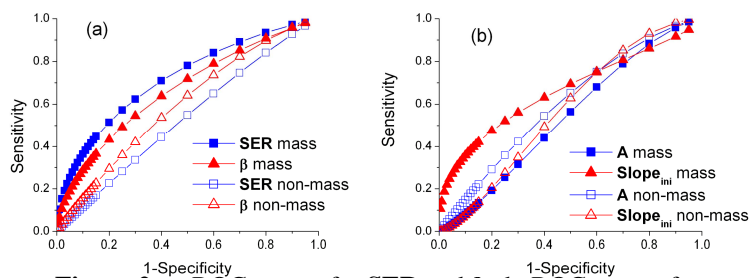 (a)
1.0
0.8
0.6
0.4
0.2
0.0
Sensitivity
SER mass
β mass
SER non-mass
β non-mass
0.0 0.2 0.4 0.6 0.8 1.0
1-Specificity
(b)
1.0
0.8
0.6
0.4
0.2
0.0
Sensitivity
A mass
Slopeini mass
A non-mass
Slopeini non-mass
0.0 0.2 0.4 0.6 0.8 1.0
1-Specificity